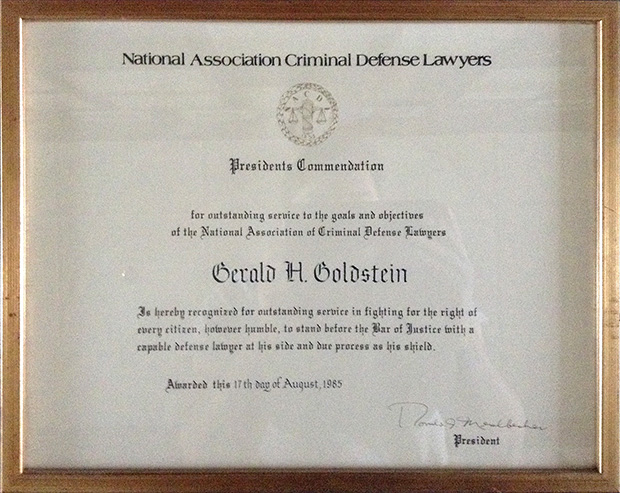 National Association Criminal Defense Lawyers
NACDL
Presidents Commendation
for outstanding service to the goals and objectives
of the National Association of Criminal Defense Lawyers
Gerald H. Goldstein
Is hereby recognized for outstanding service in fighting for the right of
every citizen, however humble, to stand before the Bar of Justice with a
capable defense lawyer at his side and due process as his shield.
Awarded this 17th day of August, 1985
President